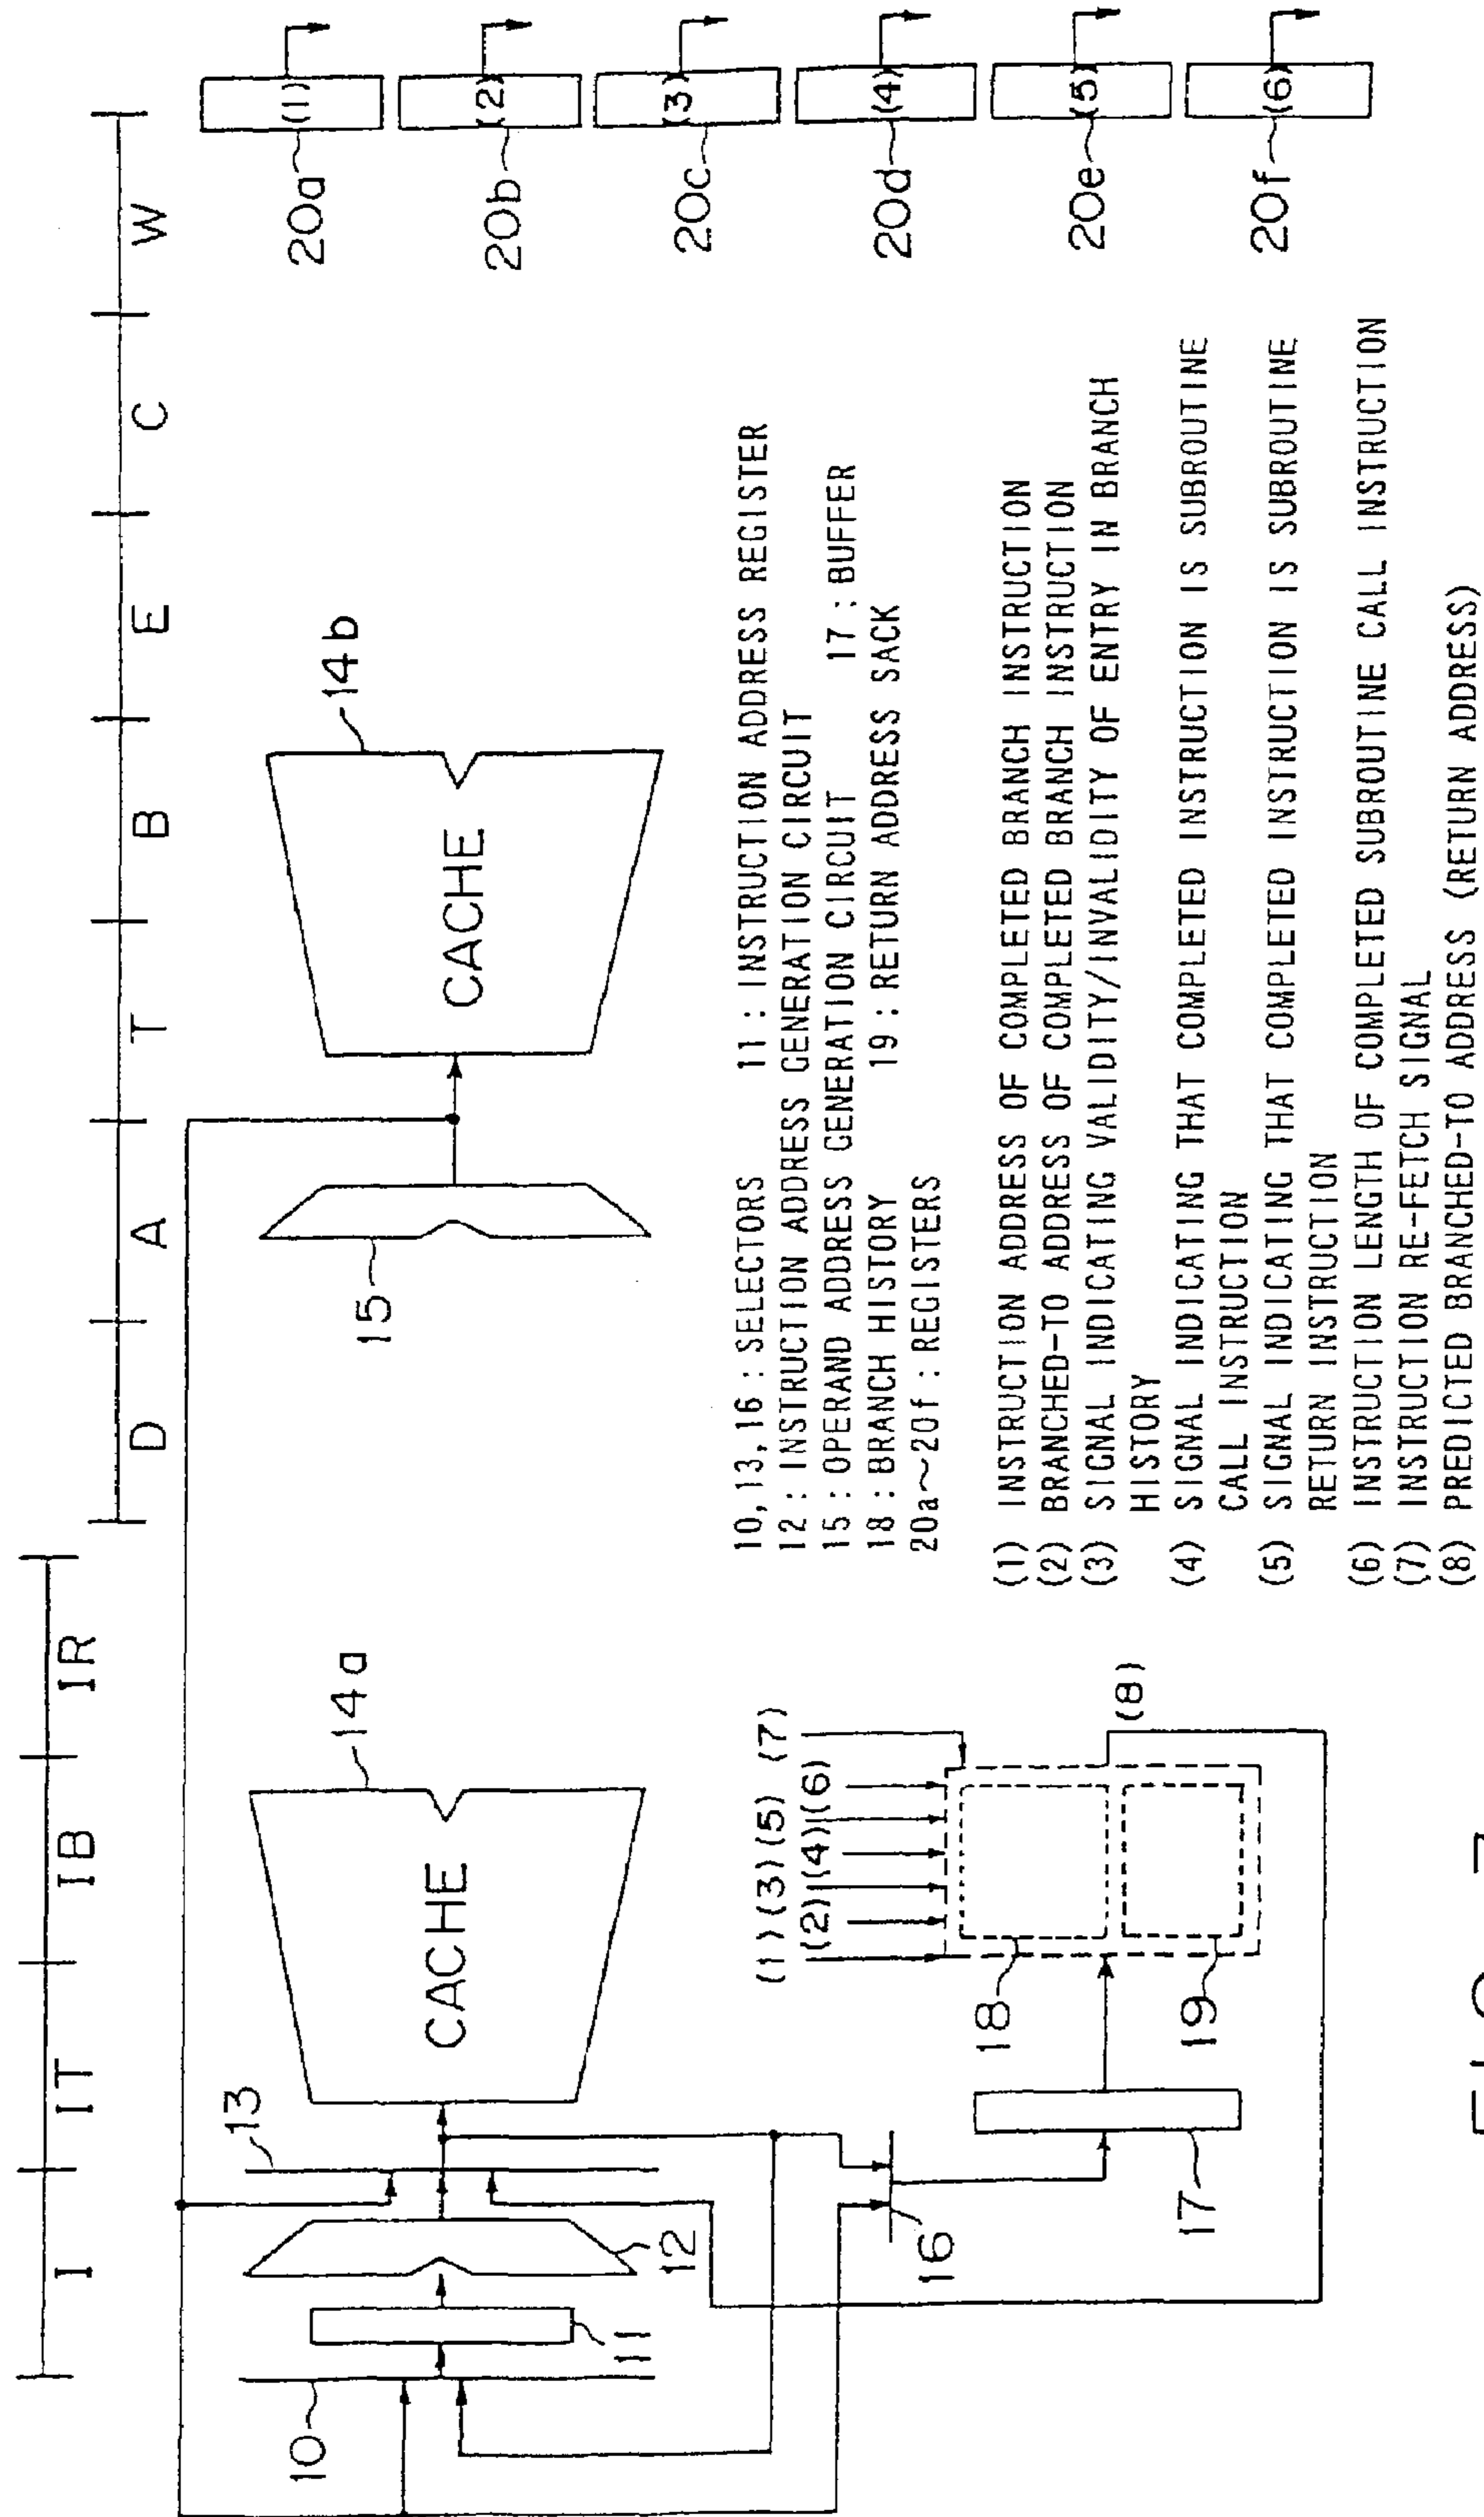 I IT IB IR
D A T B E C W
10
11
12
13
CACHE
14a
15
CACHE
14b
16
17
18
19
(1) (3) (5) (7)
(2) (4) (6)
(8)
20a (1)
20b (2)
20c (3)
20d (4)
20e (5)
20f (6)
10, 13, 16 : SELECTORS 11 : INSTRUCTION ADDRESS REGISTER
12 : INSTRUCTION ADDRESS GENERATION CIRCUIT
15 : OPERAND ADDRESS GENERATION CIRCUIT 17 : BUFFER
18 : BRANCH HISTORY 19 : RETURN ADDRESS SACK
20a~20f : REGISTERS
(1) INSTRUCTION ADDRESS OF COMPLETED BRANCH INSTRUCTION
(2) BRANCHED-TO ADDRESS OF COMPLETED BRANCH INSTRUCTION
(3) SIGNAL INDICATING VALIDITY/INVALIDITY OF ENTRY IN BRANCH
HISTORY
(4) SIGNAL INDICATING THAT COMPLETED INSTRUCTION IS SUBROUTINE
CALL INSTRUCTION
(5) SIGNAL INDICATING THAT COMPLETED INSTRUCTION IS SUBROUTINE
RETURN INSTRUCTION
(6) INSTRUCTION LENGTH OF COMPLETED SUBROUTINE CALL INSTRUCTION
(7) INSTRUCTION RE-FETCH SIGNAL
(8) PREDICTED BRANCHED-TO ADDRESS (RETURN ADDRESS)